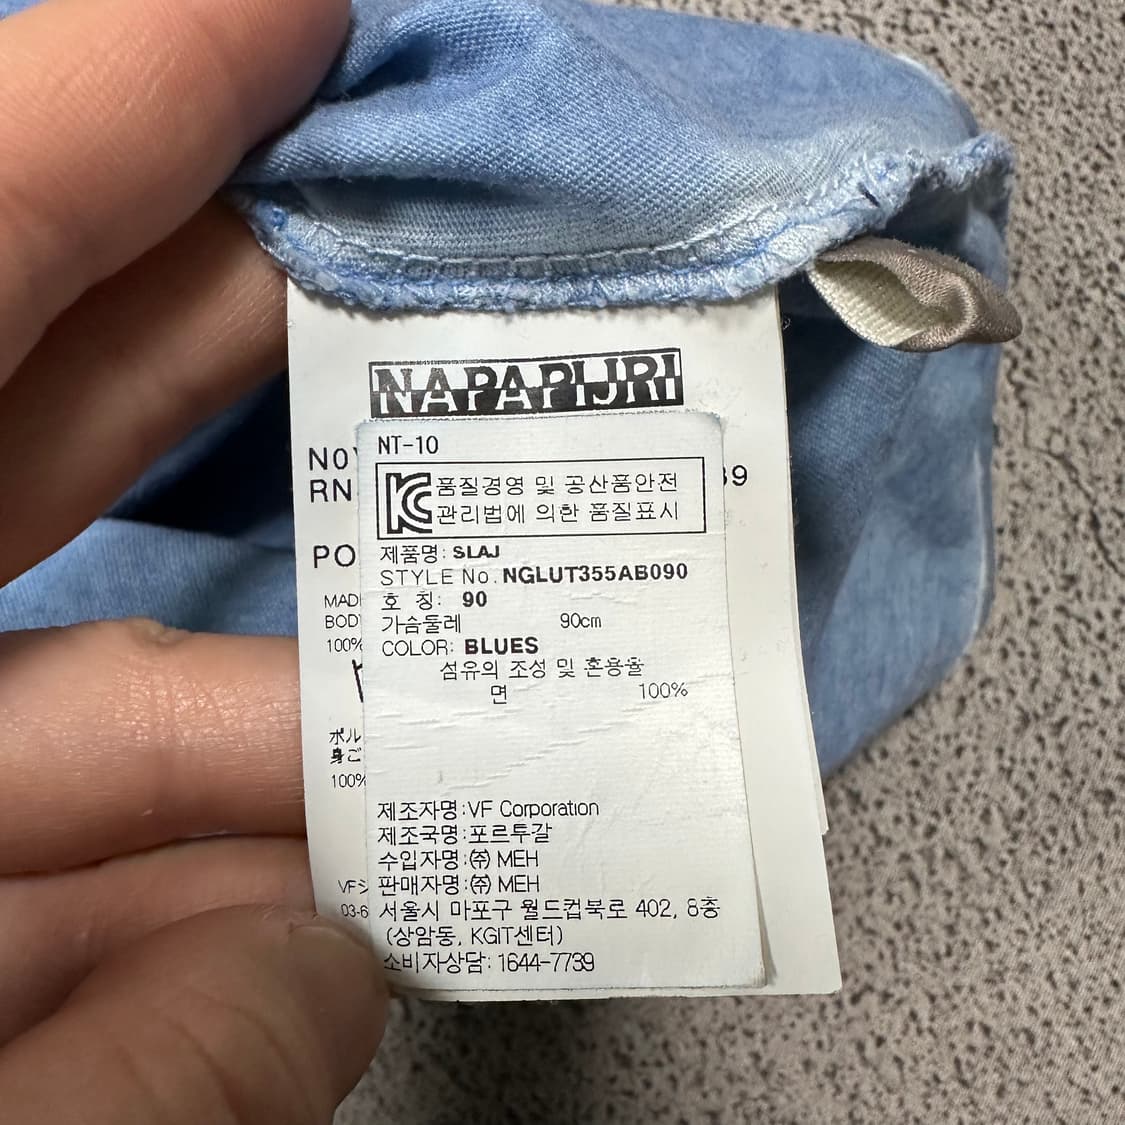 NAPAPIJRI
NT-10
RN 39
품질경영 및 공산품안전
관리법에 의한 품질표시
제품명: SLAJ
STYLE No. NGLUT355AB090
호 칭: 90
가슴둘레 90cm
COLOR: BLUES
섬유의 조성 및 혼용율
면 100%
100%
100%
제조자명:VF Corporation
제조국명:포르투갈
수입자명:㈜ MEH
판매자명:㈜ MEH
서울시 마포구 월드컵북로 402, 8층
(상암동, KGIT센터)
소비자상담: 1644-7739